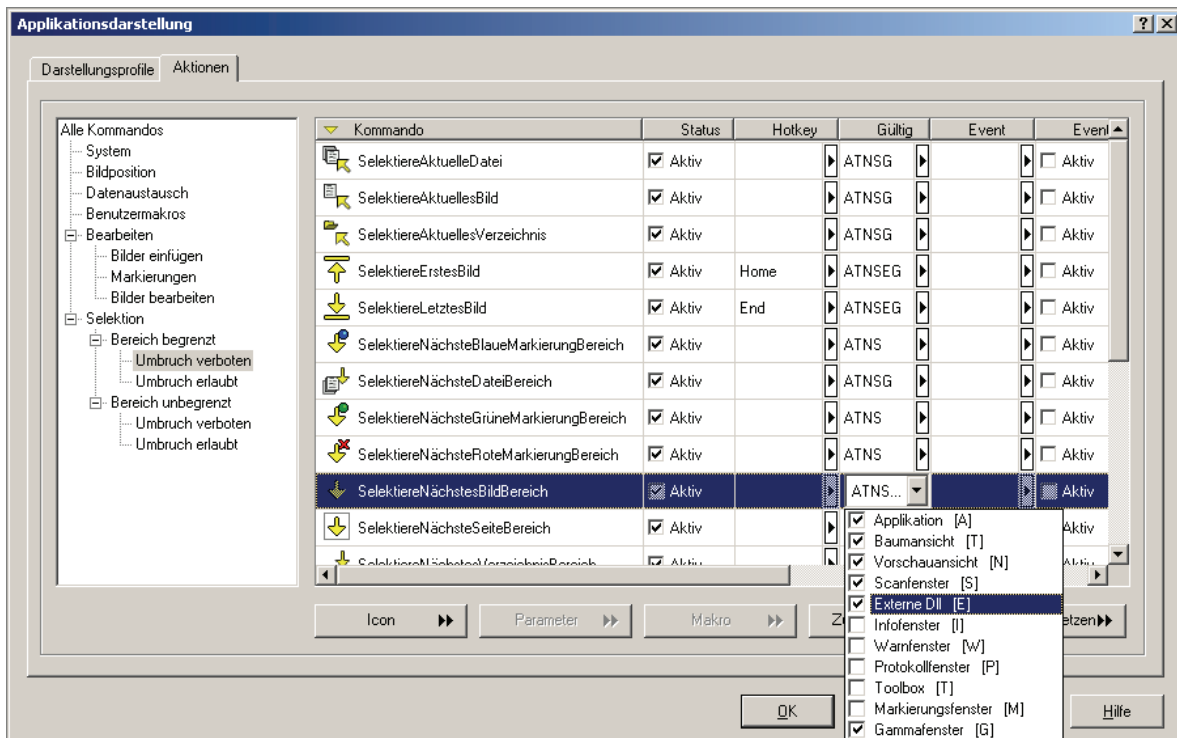 Applikationsdarstellung
Darstellungsprofile Aktionen
Alle Kommandos
System
Bildposition
Datenaustausch
Benutzermakros
Bearbeiten
Bilder einfügen
Markierungen
Bilder bearbeiten
Selektion
Bereich begrenzt
Umbruch verboten
Umbruch erlaubt
Bereich unbegrenzt
Umbruch verboten
Umbruch erlaubt
Kommando Status Hotkey Gültig Event Event
SelektiereAktuelleDatei Aktiv ATNSG Aktiv
SelektiereAktuellesBild Aktiv ATNSG Aktiv
SelektiereAktuellesVerzeichnis Aktiv ATNSG Aktiv
SelektiereErstesBild Aktiv Home ATNSEG Aktiv
SelektiereLetztesBild Aktiv End ATNSEG Aktiv
SelektiereNächsteBlaueMarkierungBereich Aktiv ATNS Aktiv
SelektiereNächsteDateiBereich Aktiv ATNSG Aktiv
SelektiereNächsteGrüneMarkierungBereich Aktiv ATNS Aktiv
SelektiereNächsteRoteMarkierungBereich Aktiv ATNS Aktiv
SelektiereNächstesBildBereich Aktiv ATNS... Aktiv
SelektiereNächsteSeiteBereich Aktiv Aktiv
SelektiereNächstesVerzeichnisBereich Aktiv Aktiv
Applikation [A]
Baumansicht [T]
Vorschauansicht [N]
Scanfenster [S]
Externe Dll [E]
Infofenster [I]
Warnfenster [W]
Protokollfenster [P]
Toolbox [T]
Markierungsfenster [M]
Gammafenster [G]
Icon Parameter Makro Z etzen
OK Hilfe